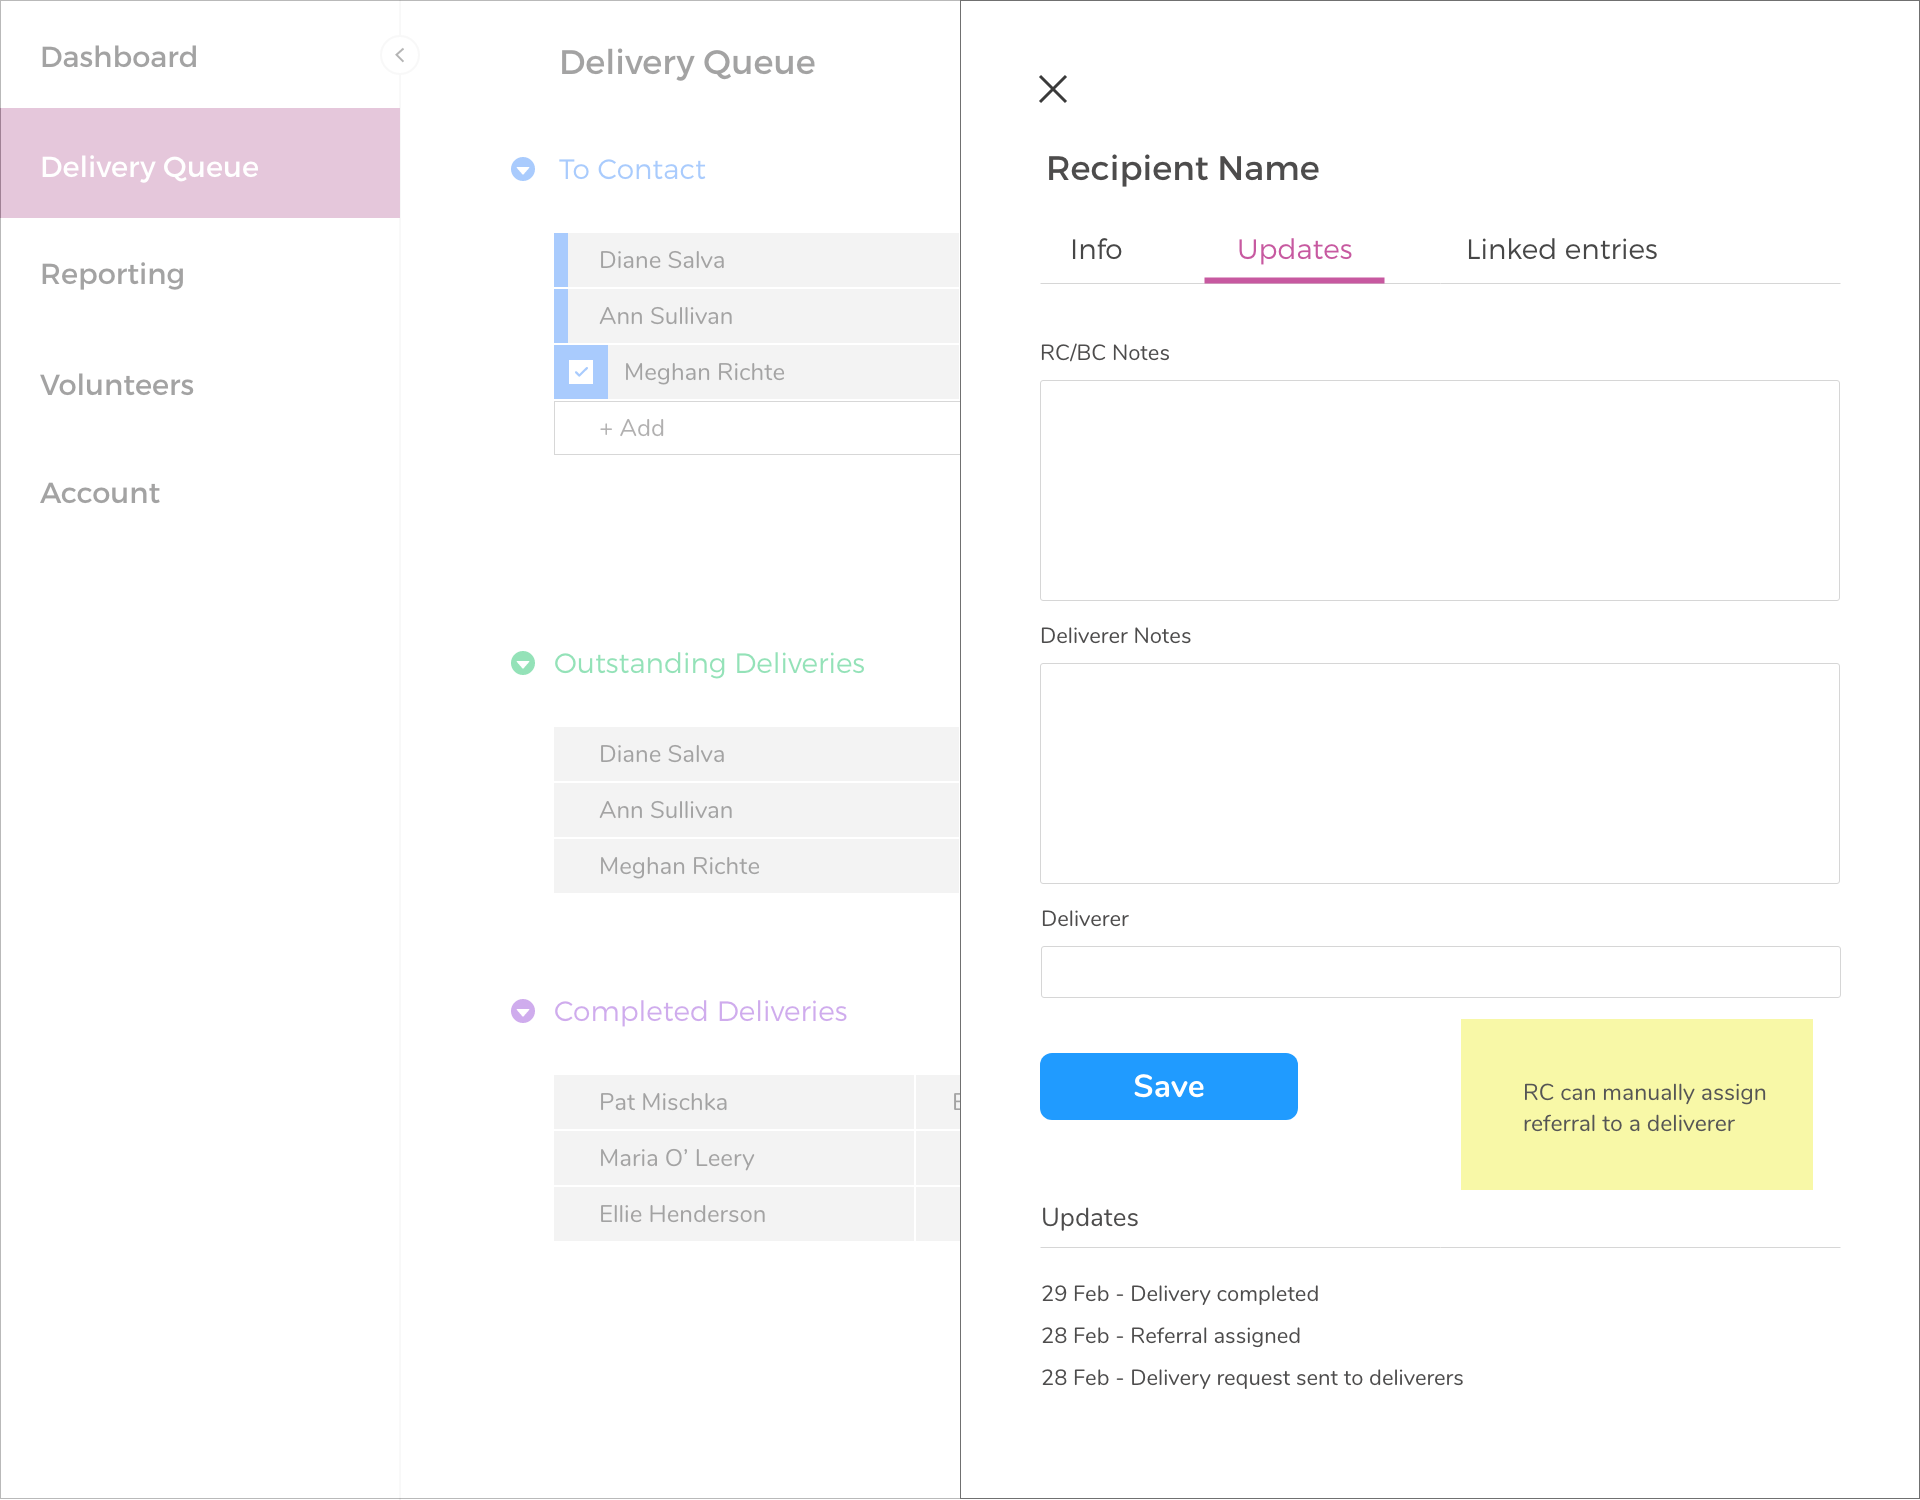 Dashboard
Delivery Queue
Reporting
Volunteers
Account
Delivery Queue
To Contact
Diane Salva
Ann Sullivan
Meghan Richte
+ Add
Outstanding Deliveries
Diane Salva
Ann Sullivan
Meghan Richte
Completed Deliveries
Pat Mischka
Maria O’ Leery
Ellie Henderson
Recipient Name
Info Updates Linked entries
RC/BC Notes
Deliverer Notes
Deliverer
Save
RC can manually assign
referral to a deliverer
Updates
29 Feb - Delivery completed
28 Feb - Referral assigned
28 Feb - Delivery request sent to deliverers